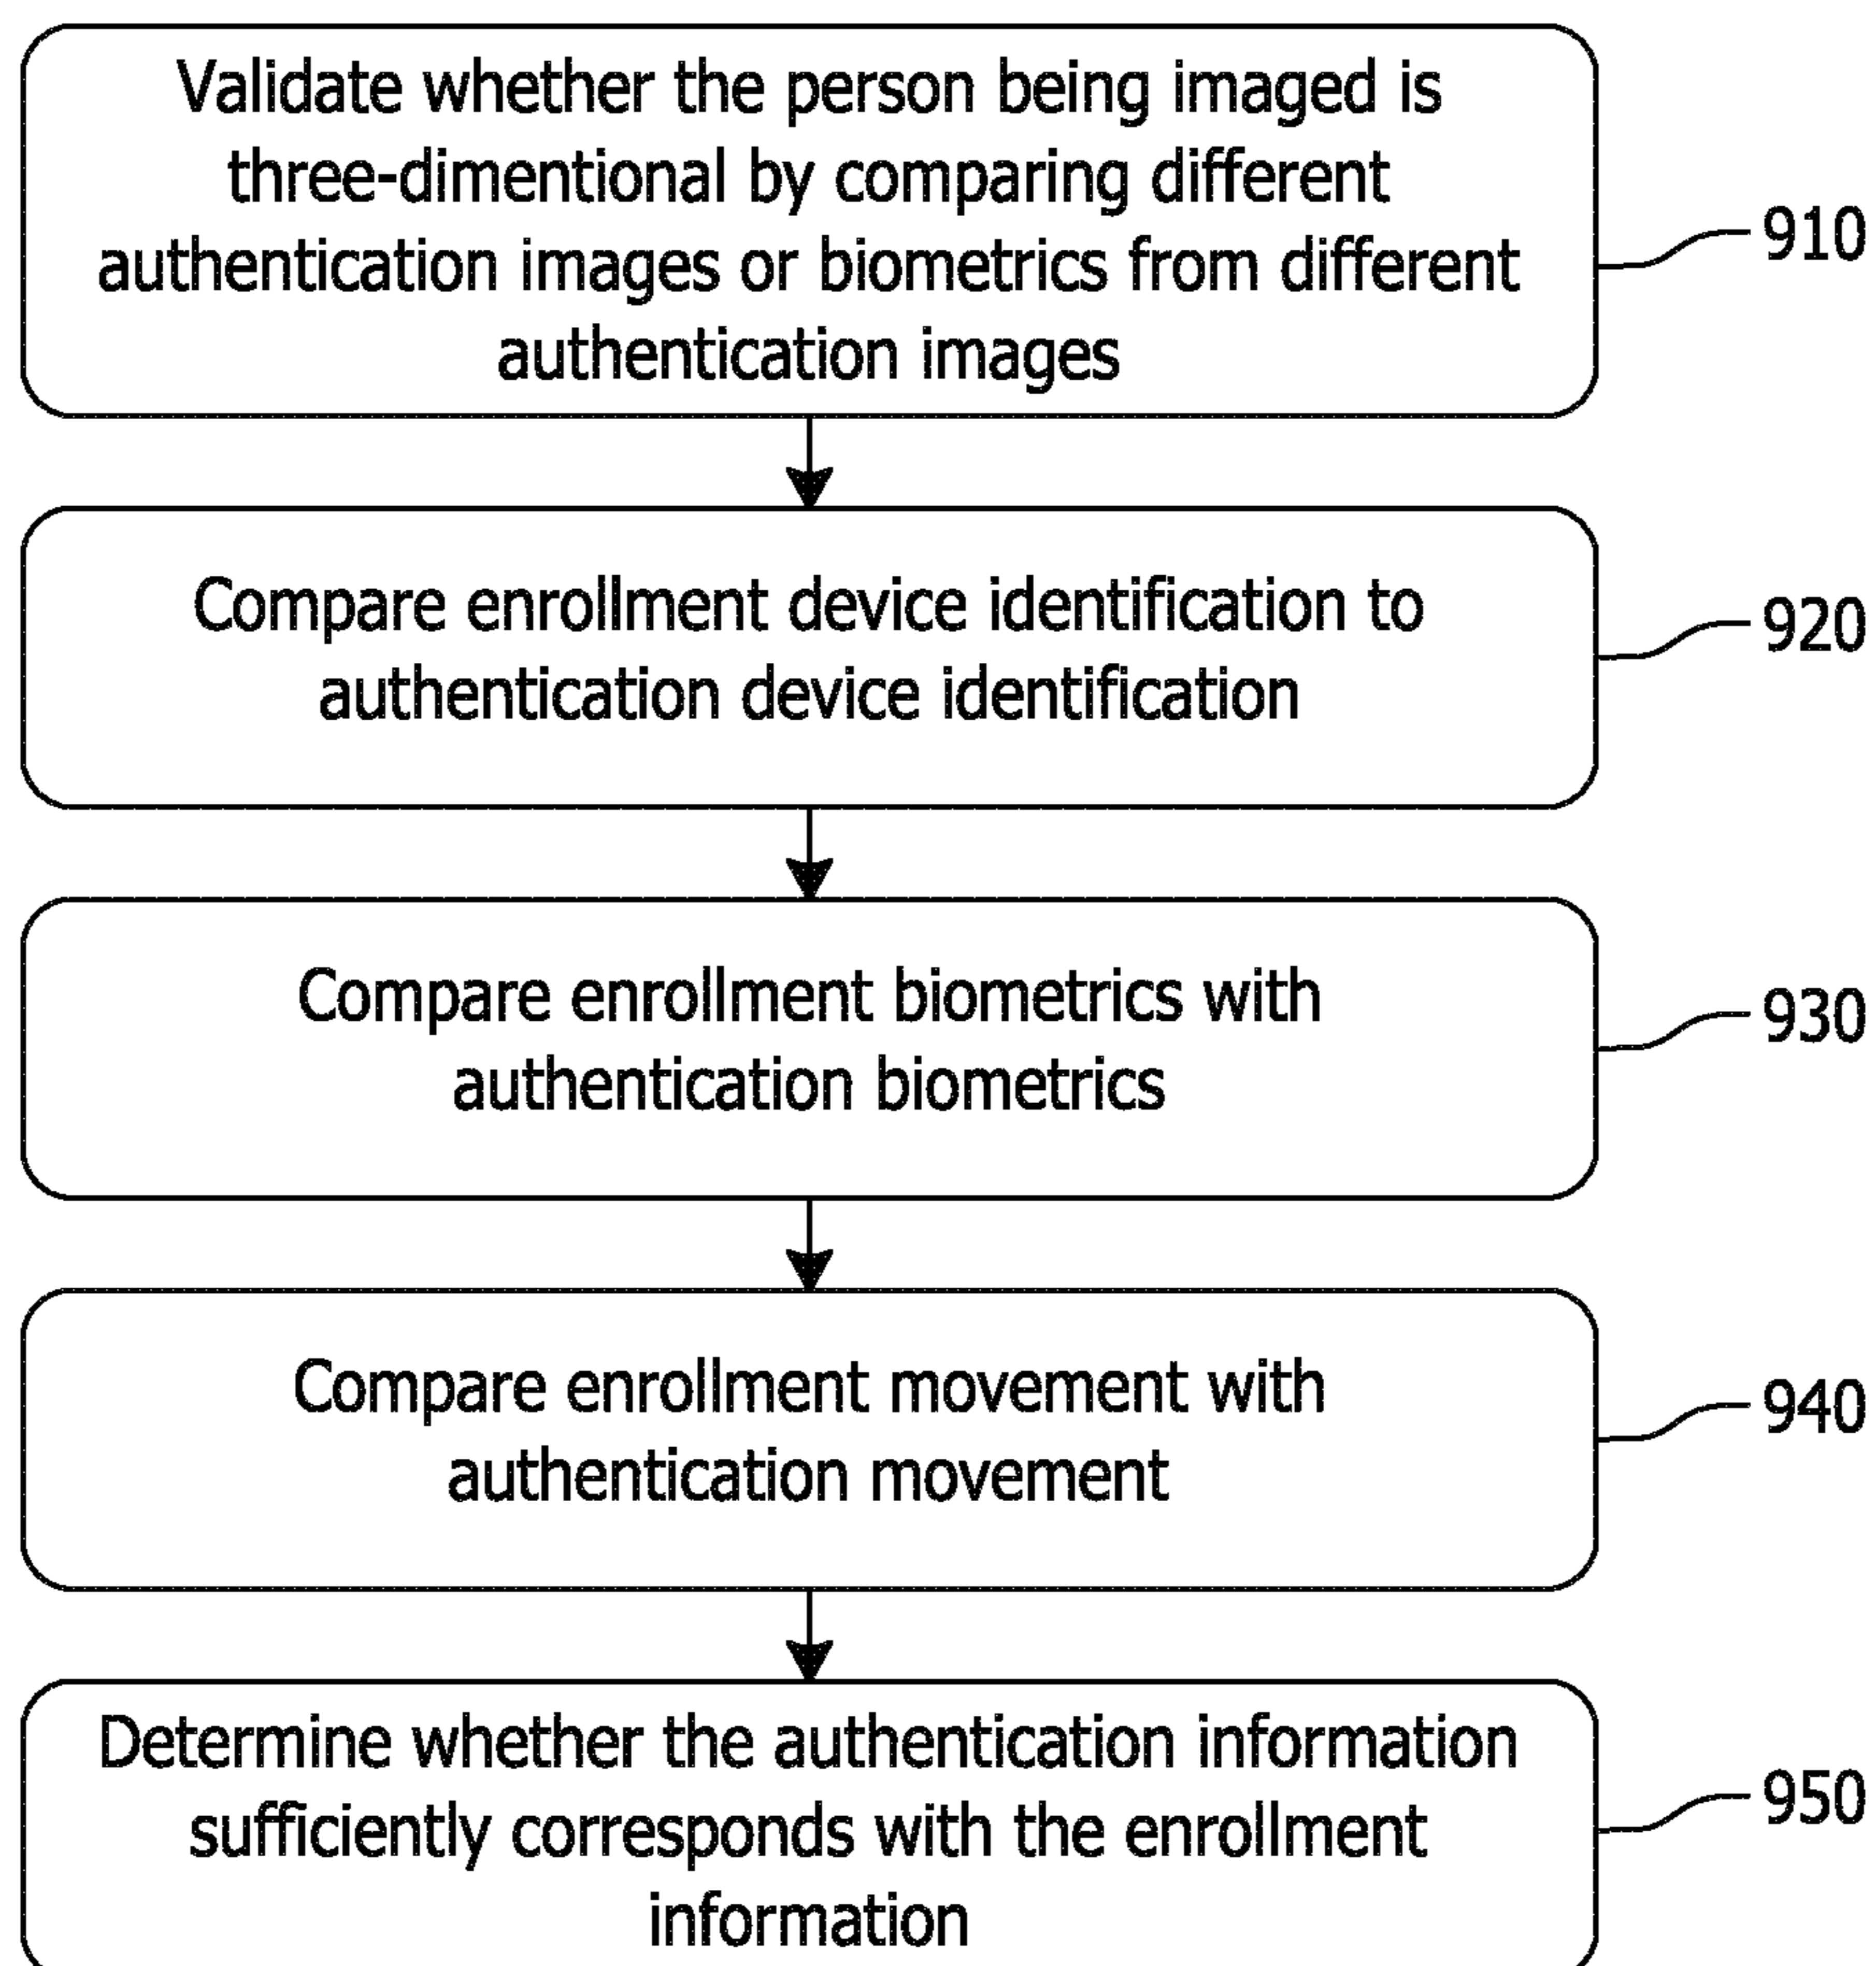 Validate whether the person being imaged is
three-dimentional by comparing different
authentication images or biometrics from different
authentication images
910
Compare enrollment device identification to
authentication device identification
920
Compare enrollment biometrics with
authentication biometrics
930
Compare enrollment movement with
authentication movement
940
Determine whether the authentication information
sufficiently corresponds with the enrollment
information
950